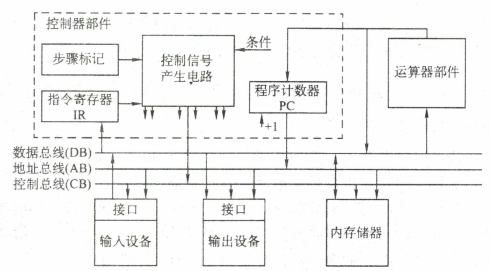 控制器部件
步骤标记
指令寄存器
IR
控制信号
产生电路
条件
程序计数器
PC
+1
运算器部件
数据总线(DB)
地址总线(AB)
控制总线(CB)
接口
输入设备
接口
输出设备
内存储器